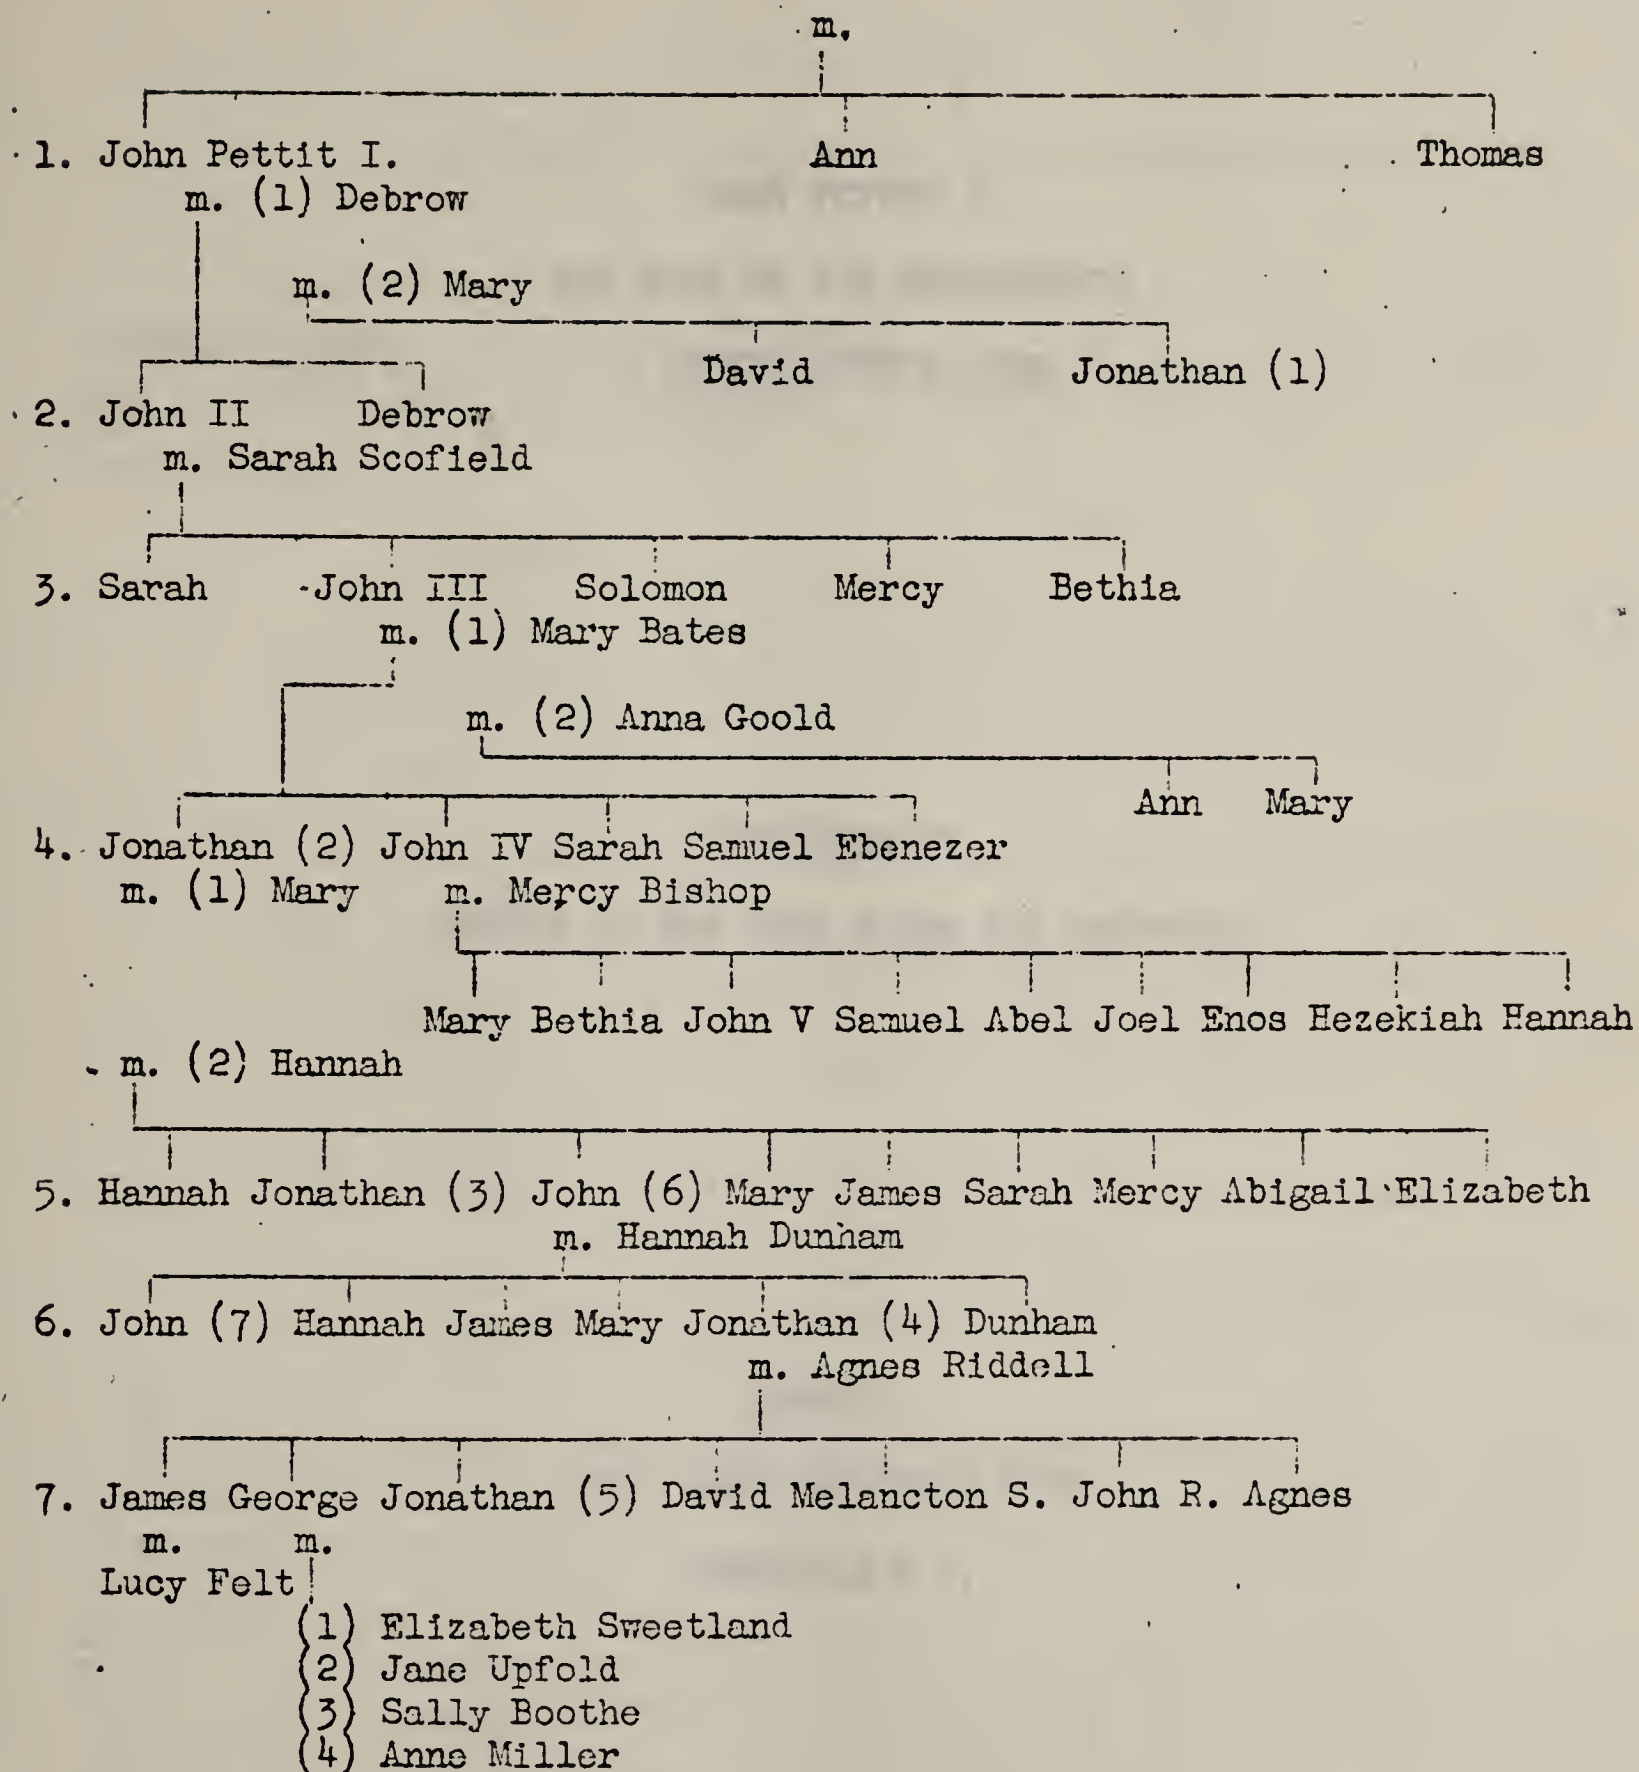 m.
1. John Pettit I. Ann Thomas
m. (1) Debrow
m. (2) Mary
David Jonathan (1)
2. John II Debrow
m. Sarah Scofield
3. Sarah John III Solomon Mercy Bethia
m. (1) Mary Bates
m. (2) Anna Goold
Ann Mary
4. Jonathan (2) John IV Sarah Samuel Ebenezer
m. (1) Mary m. Mercy Bishop
Mary Bethia John V Samuel Abel Joel Enos Hezekiah Hannah
m. (2) Hannah
5. Hannah Jonathan (3) John (6) Mary James Sarah Mercy Abigail Elizabeth
m. Hannah Dunham
6. John (7) Hannah James Mary Jonathan (4) Dunham
m. Agnes Riddell
7. James George Jonathan (5) David Melancton S. John R. Agnes
m. m.
Lucy Felt
(1) Elizabeth Sweetland
(2) Jane Upfold
(3) Sally Boothe
(4) Anne Miller